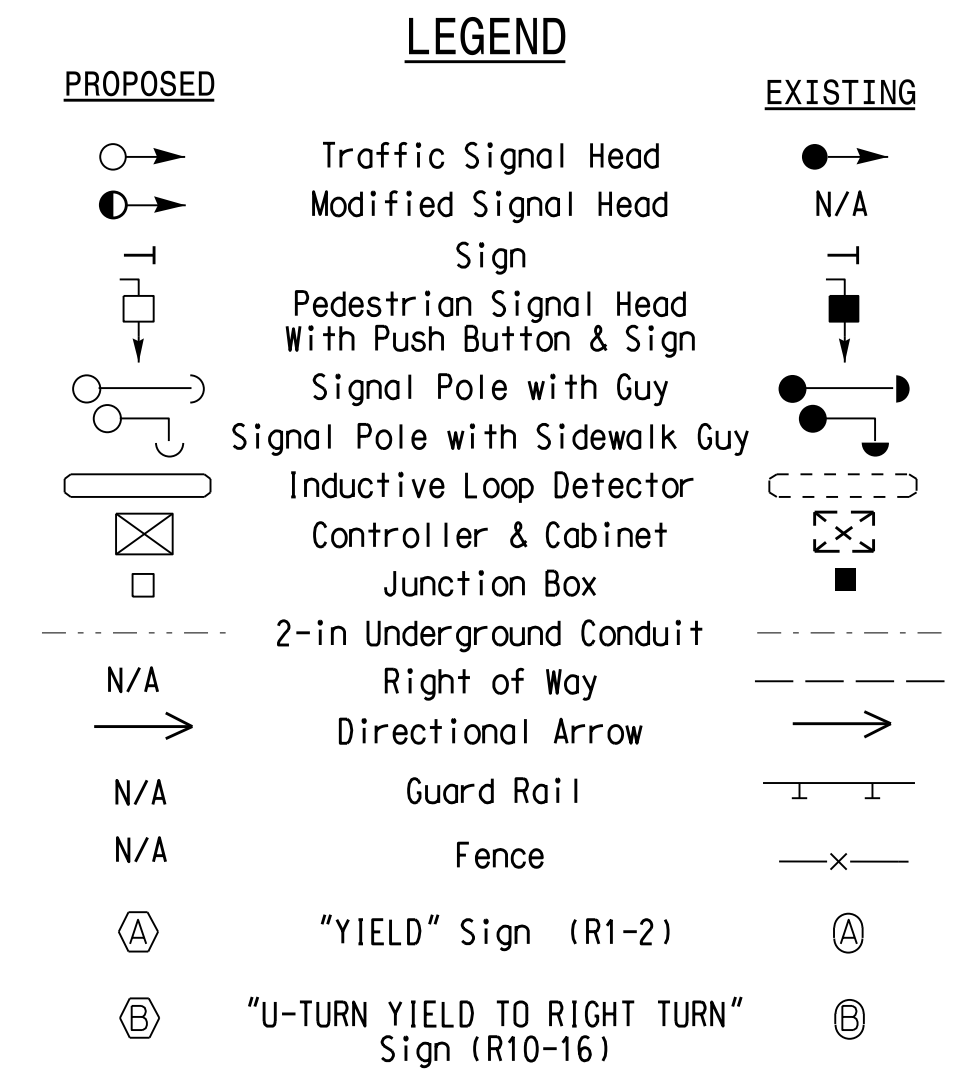 LEGEND
PROPOSED
EXISTING
Traffic Signal Head
Modified Signal Head N/A
Sign
Pedestrian Signal Head
With Push Button & Sign
Signal Pole with Guy
Signal Pole with Sidewalk Guy
Inductive Loop Detector
Controller & Cabinet
Junction Box
2-in Underground Conduit
N/A Right of Way
Directional Arrow
N/A Guard Rail
N/A Fence
A "YIELD" Sign (R1-2) A
B "U-TURN YIELD TO RIGHT TURN" B
Sign (R10-16)